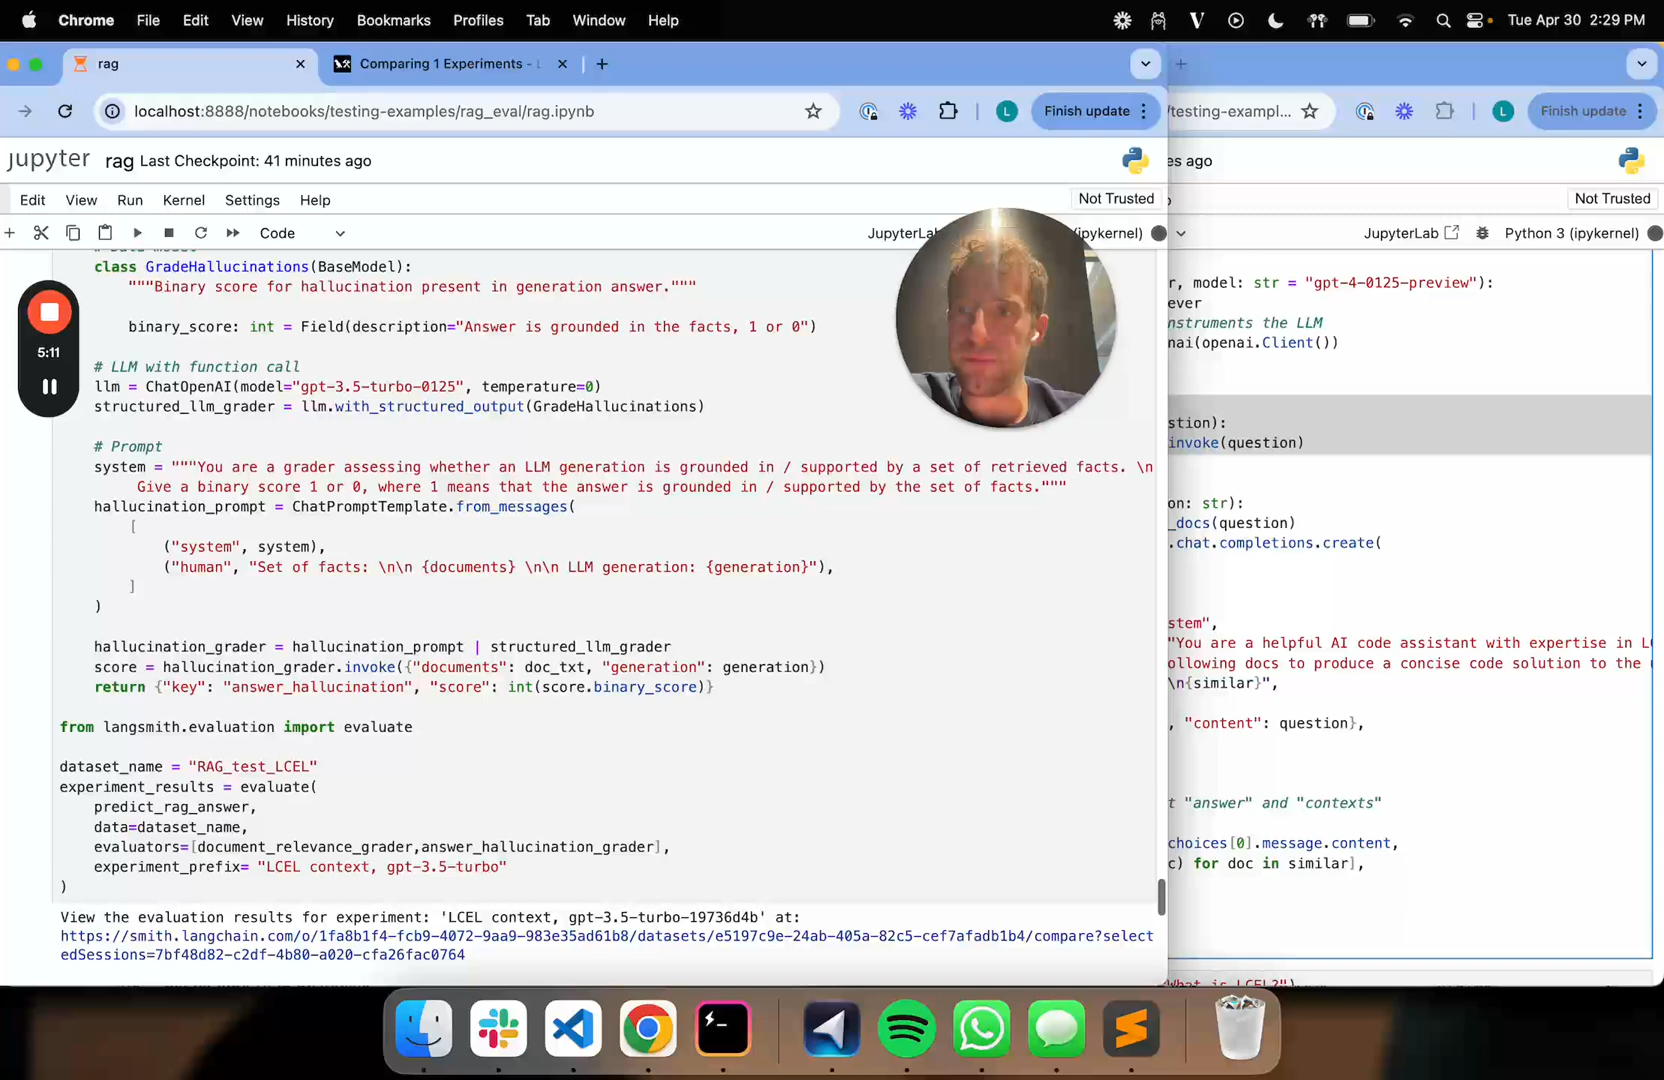 Chrome File Edit View History Bookmarks Profiles Tab Window Help
Tue Apr 30 2:29 PM
rag
Comparing 1 Experiments -
localhost:8888/notebooks/testing-examples/rag_eval/rag.ipynb
L
Finish update
/testing-exampl...
L
Finish update
jupyter rag Last Checkpoint: 41 minutes ago
es ago
Edit View Run Kernel Settings Help
Not Trusted
Not Trusted
Code
JupyterLab
(ipykernel)
JupyterLab
Python 3 (ipykernel)
class GradeHallucinations(BaseModel):
"""Binary score for hallucination present in generation answer."""
binary_score: int = Field(description="Answer is grounded in the facts, 1 or 0")
# LLM with function call
llm = ChatOpenAI(model="gpt-3.5-turbo-0125", temperature=0)
structured_llm_grader = llm.with_structured_output(GradeHallucinations)
# Prompt
system = """You are a grader assessing whether an LLM generation is grounded in / supported by a set of retrieved facts. \n
Give a binary score 1 or 0, where 1 means that the answer is grounded in / supported by the set of facts."""
hallucination_prompt = ChatPromptTemplate.from_messages(
[
("system", system),
("human", "Set of facts: \n\n {documents} \n\n LLM generation: {generation}"),
]
)
hallucination_grader = hallucination_prompt | structured_llm_grader
score = hallucination_grader.invoke({"documents": doc_txt, "generation": generation})
return {"key": "answer_hallucination", "score": int(score.binary_score)}
from langsmith.evaluation import evaluate
dataset_name = "RAG_test_LCEL"
experiment_results = evaluate(
predict_rag_answer,
data=dataset_name,
evaluators=[document_relevance_grader,answer_hallucination_grader],
experiment_prefix= "LCEL context, gpt-3.5-turbo"
)
View the evaluation results for experiment: 'LCEL context, gpt-3.5-turbo-19736d4b' at:
https://smith.langchain.com/o/1fa8b1f4-fcb9-4072-9aa9-983e35ad61b8/datasets/e5197c9e-24ab-405a-82c5-cef7afadb1b4/compare?select
edSessions=7bf48d82-c2df-4b80-a020-cfa26fac0764
5:11
r, model: str = "gpt-4-0125-preview"):
ever
nstruments the LLM
nai(openai.Client())
stion):
invoke(question)
on: str):
_docs(question)
.chat.completions.create(
stem",
"You are a helpful AI code assistant with expertise in L
ollowing docs to produce a concise code solution to the
\n{similar}",
, "content": question},
t "answer" and "contexts"
choices[0].message.content,
c) for doc in similar],